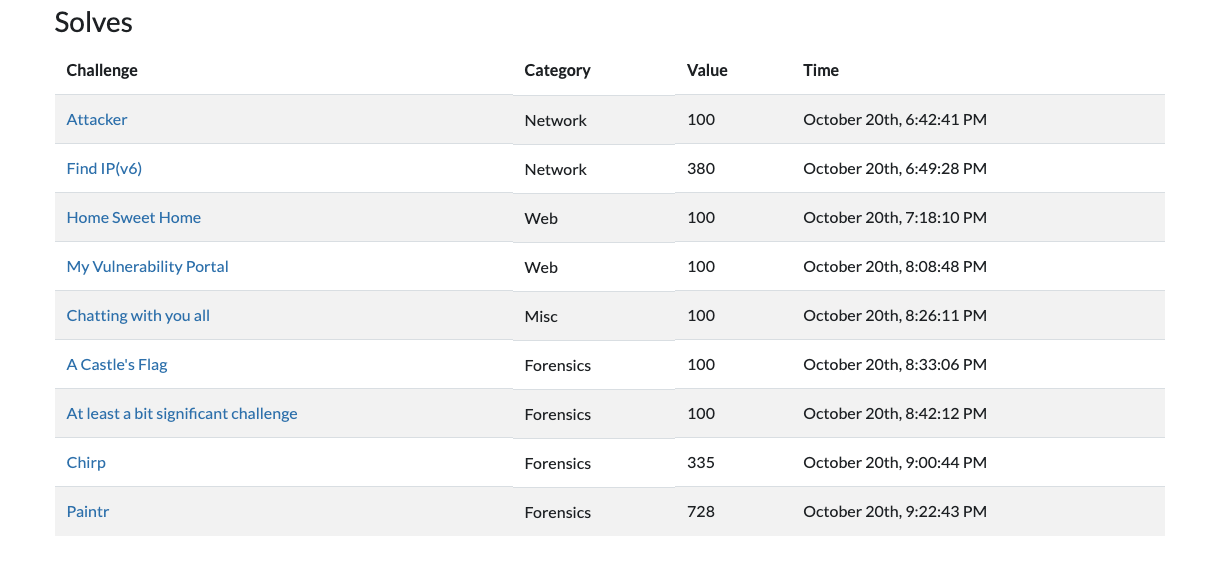 Solves
Challenge Category Value Time
Attacker Network 100 October 20th, 6:42:41 PM
Find IP(v6) Network 380 October 20th, 6:49:28 PM
Home Sweet Home Web 100 October 20th, 7:18:10 PM
My Vulnerability Portal Web 100 October 20th, 8:08:48 PM
Chatting with you all Misc 100 October 20th, 8:26:11 PM
A Castle's Flag Forensics 100 October 20th, 8:33:06 PM
At least a bit significant challenge Forensics 100 October 20th, 8:42:12 PM
Chirp Forensics 335 October 20th, 9:00:44 PM
Paintr Forensics 728 October 20th, 9:22:43 PM